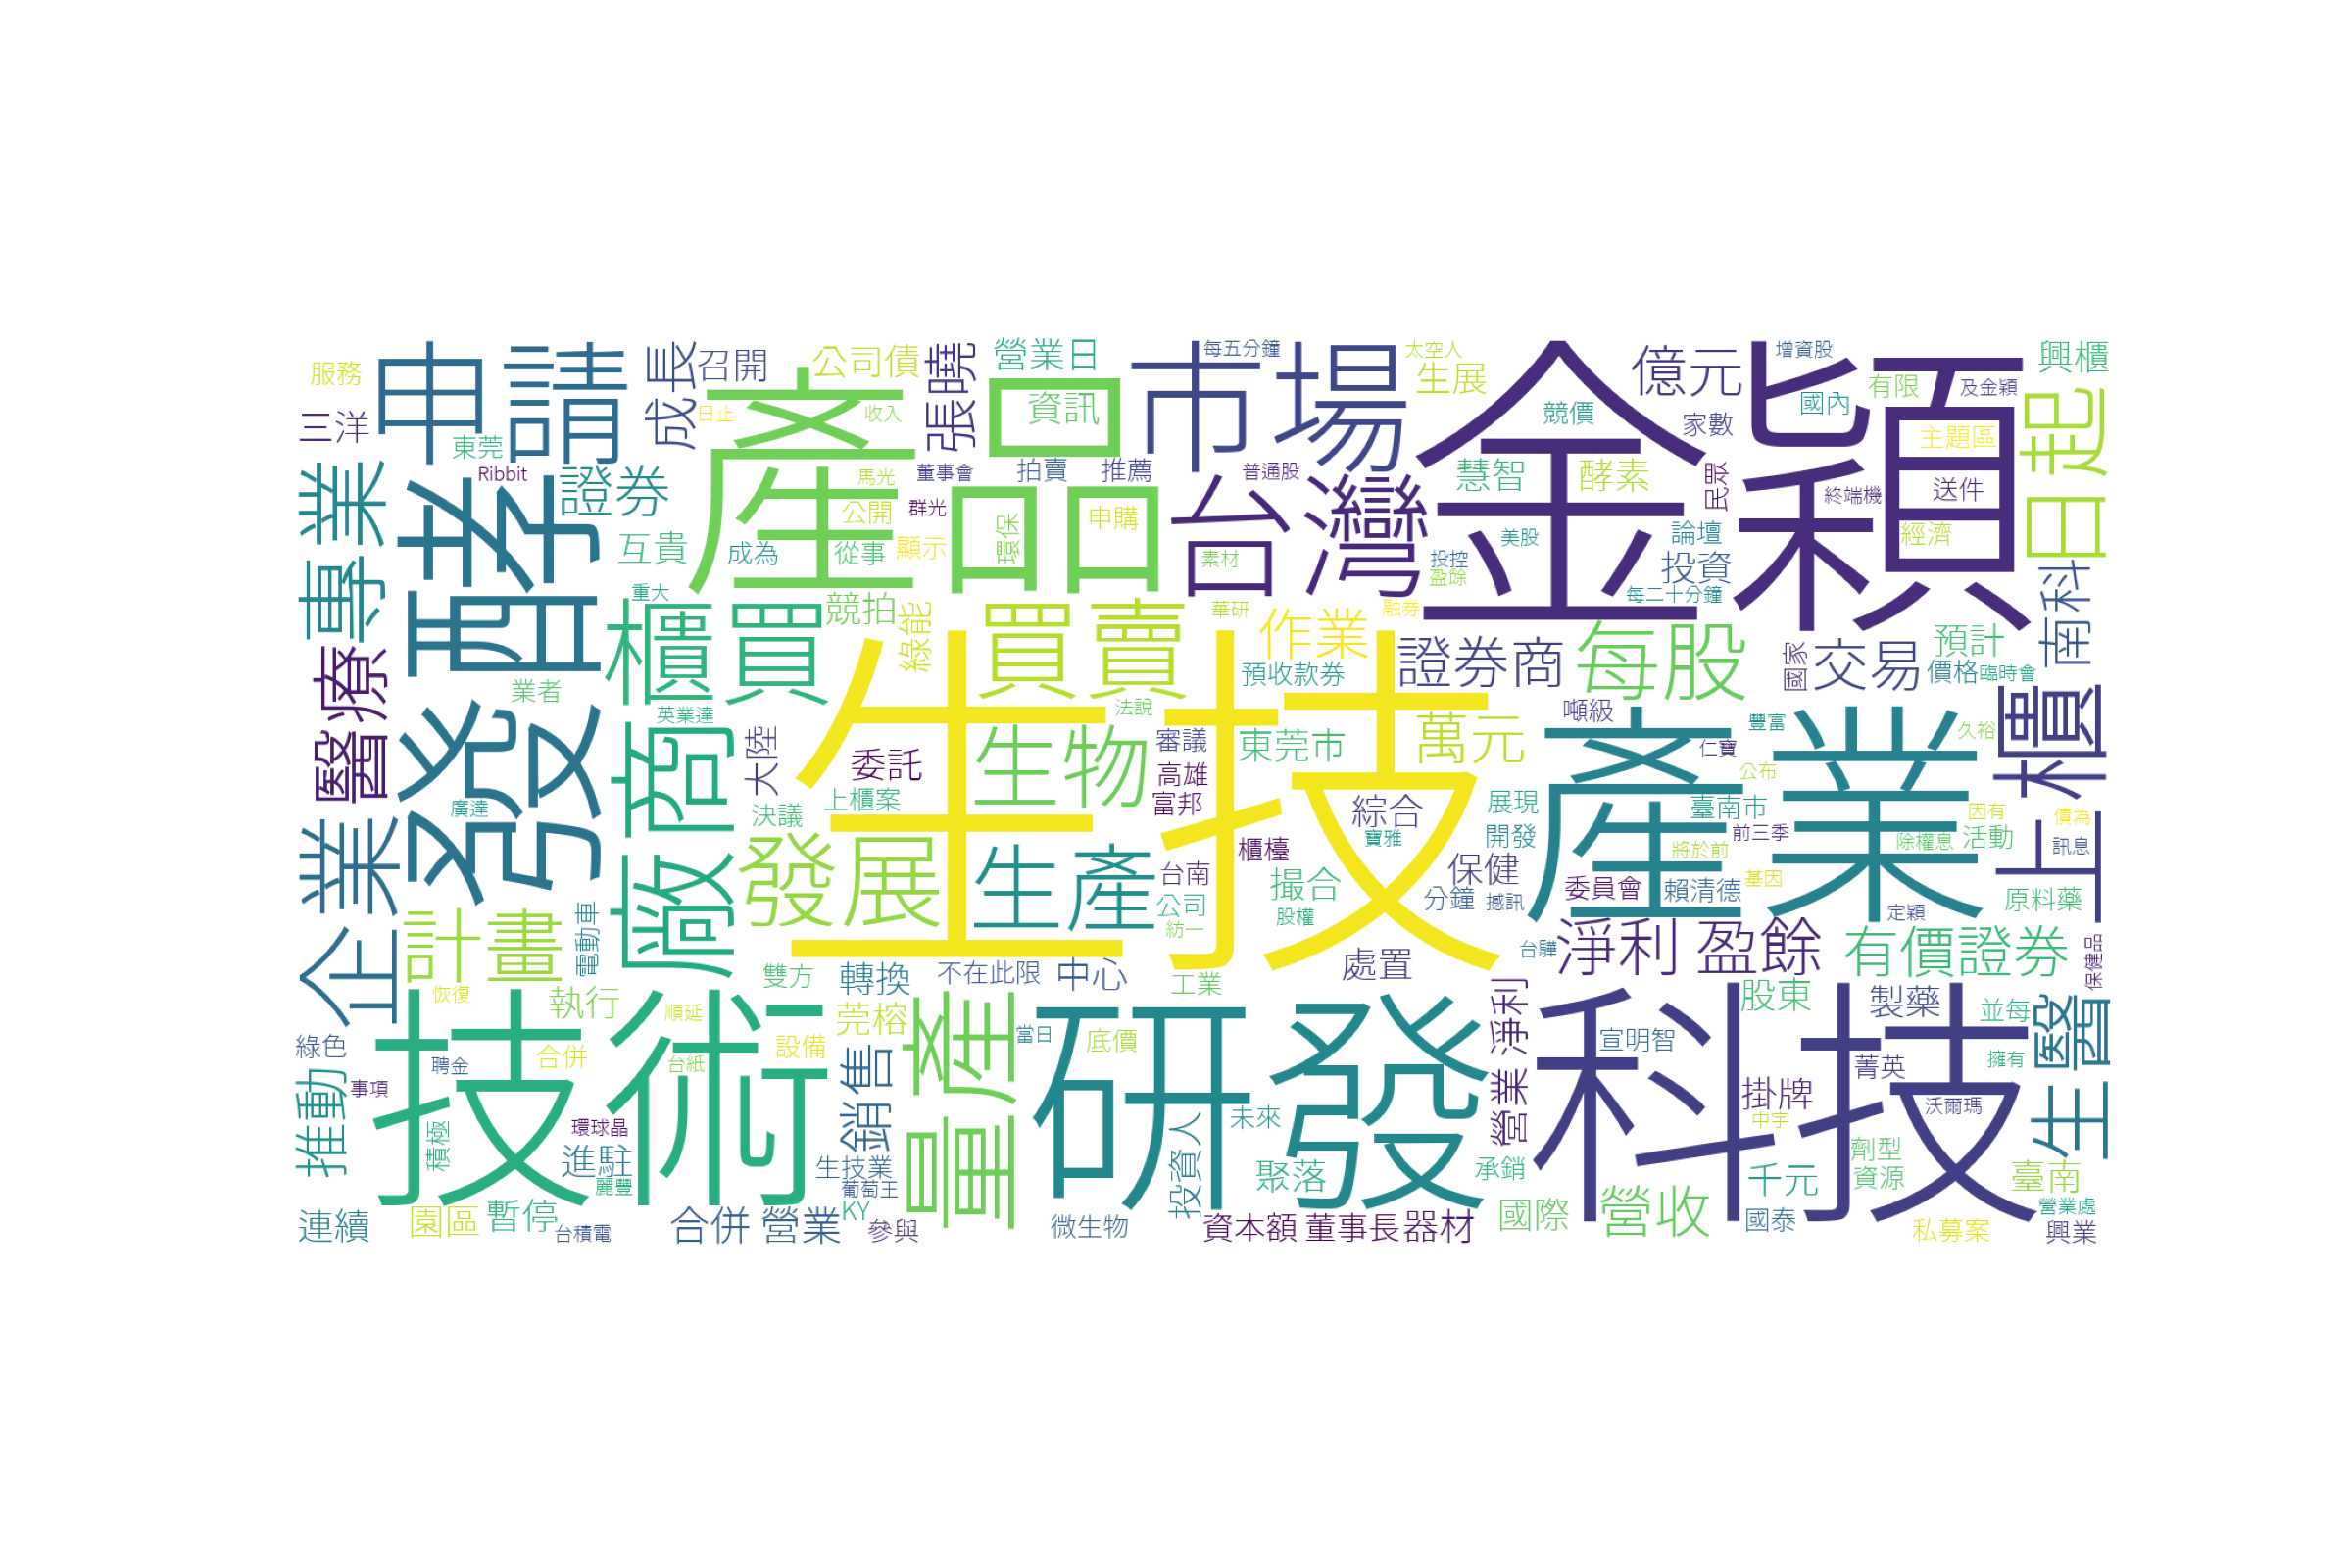 服務
申請
成長
召開
公司債
張曉
營業日
市場
每五分鐘
太空人
億元
增資股
有限
及金穎
興櫃
三洋
日止
收入
產品
資訊
生展
金穎
競價
家數
國內
主題區
日起
東莞
Ribbit
證券
馬光
董事會
拍賣
推薦
普通股
慧智
酵素
民眾
終端機
送件
專業
發酵
公開
群光
環保
申購
台灣
美股
論壇
經濟
互貴
成為
從事
顯示
素材
投控
盈餘
投資
南科
重大
競拍
綠能
買賣
華研
作業
融券
每股
每二十分鐘
預計
醫療
櫃買
預收款券
證券商
國家
交易
價格
臨時會
業者
英業達
法說
生技
噸級
豐富
久裕
上櫃
廠商
大陸
委託
生物
審議
東莞市
萬元
產業
仁寶
公布
廣達
決議
上櫃案
高雄
富邦
綜合
寶雅
展現
開發
臺南市
前三季
因有
活動
債為
訊息
企業
發展
生產
櫃檯
台南
撮合
保健
將於前
除權息
計畫
電動車
公司
紡一
股權
分鐘
撼訊
委員會
賴清德
基因
定穎
原料藥
雙方
轉換
不在此限
中心
工業
處置
台驊
淨利
盈餘
有價證券
保健品
恢復
執行
順延
莞榕
量產
當日
底價
研發
營業淨利
宣明智
股東
製藥
並每
生醫
綠色
聘金
合併
台紙
設備
科技
擁有
推動
事項
技術
積極
環球晶
進駐
麗豐
銷售
生技業
葡萄王
未來
投資人
聚落
承銷
掛牌
中宇
菁英
沃爾瑪
劑型
資源
千元
臺南
連續
園區
暫停
台積電
合併
營業
KY
參與
微生物
資本額
董事長
器材
國際
營收
國泰
私募案
營業處
興業